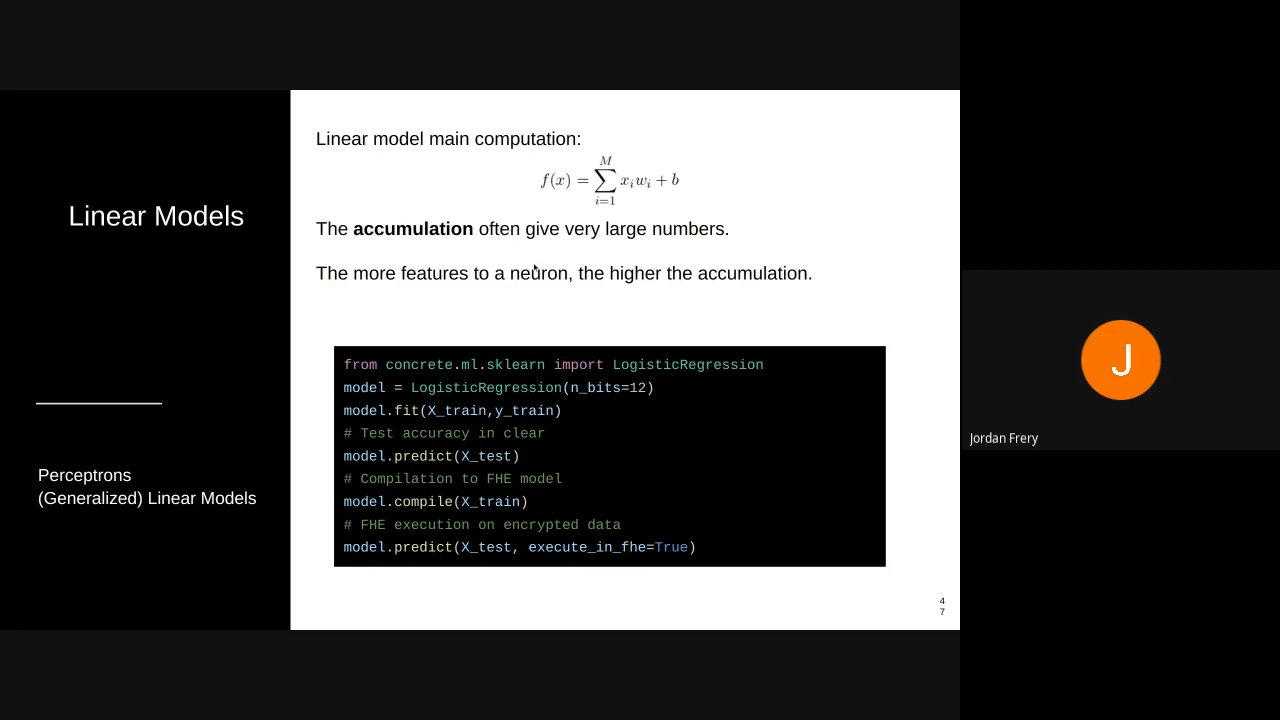 Linear Models
Perceptrons
(Generalized) Linear Models
Linear model main computation:
f(x) = \sum_{i=1}^{M} x_i w_i + b
The accumulation often give very large numbers.
The more features to a neuron, the higher the accumulation.
from concrete.ml.sklearn import LogisticRegression
model = LogisticRegression(n_bits=12)
model.fit(X_train,y_train)
# Test accuracy in clear
model.predict(X_test)
# Compilation to FHE model
model.compile(X_train)
# FHE execution on encrypted data
model.predict(X_test, execute_in_fhe=True)
4
7
J
Jordan Frery